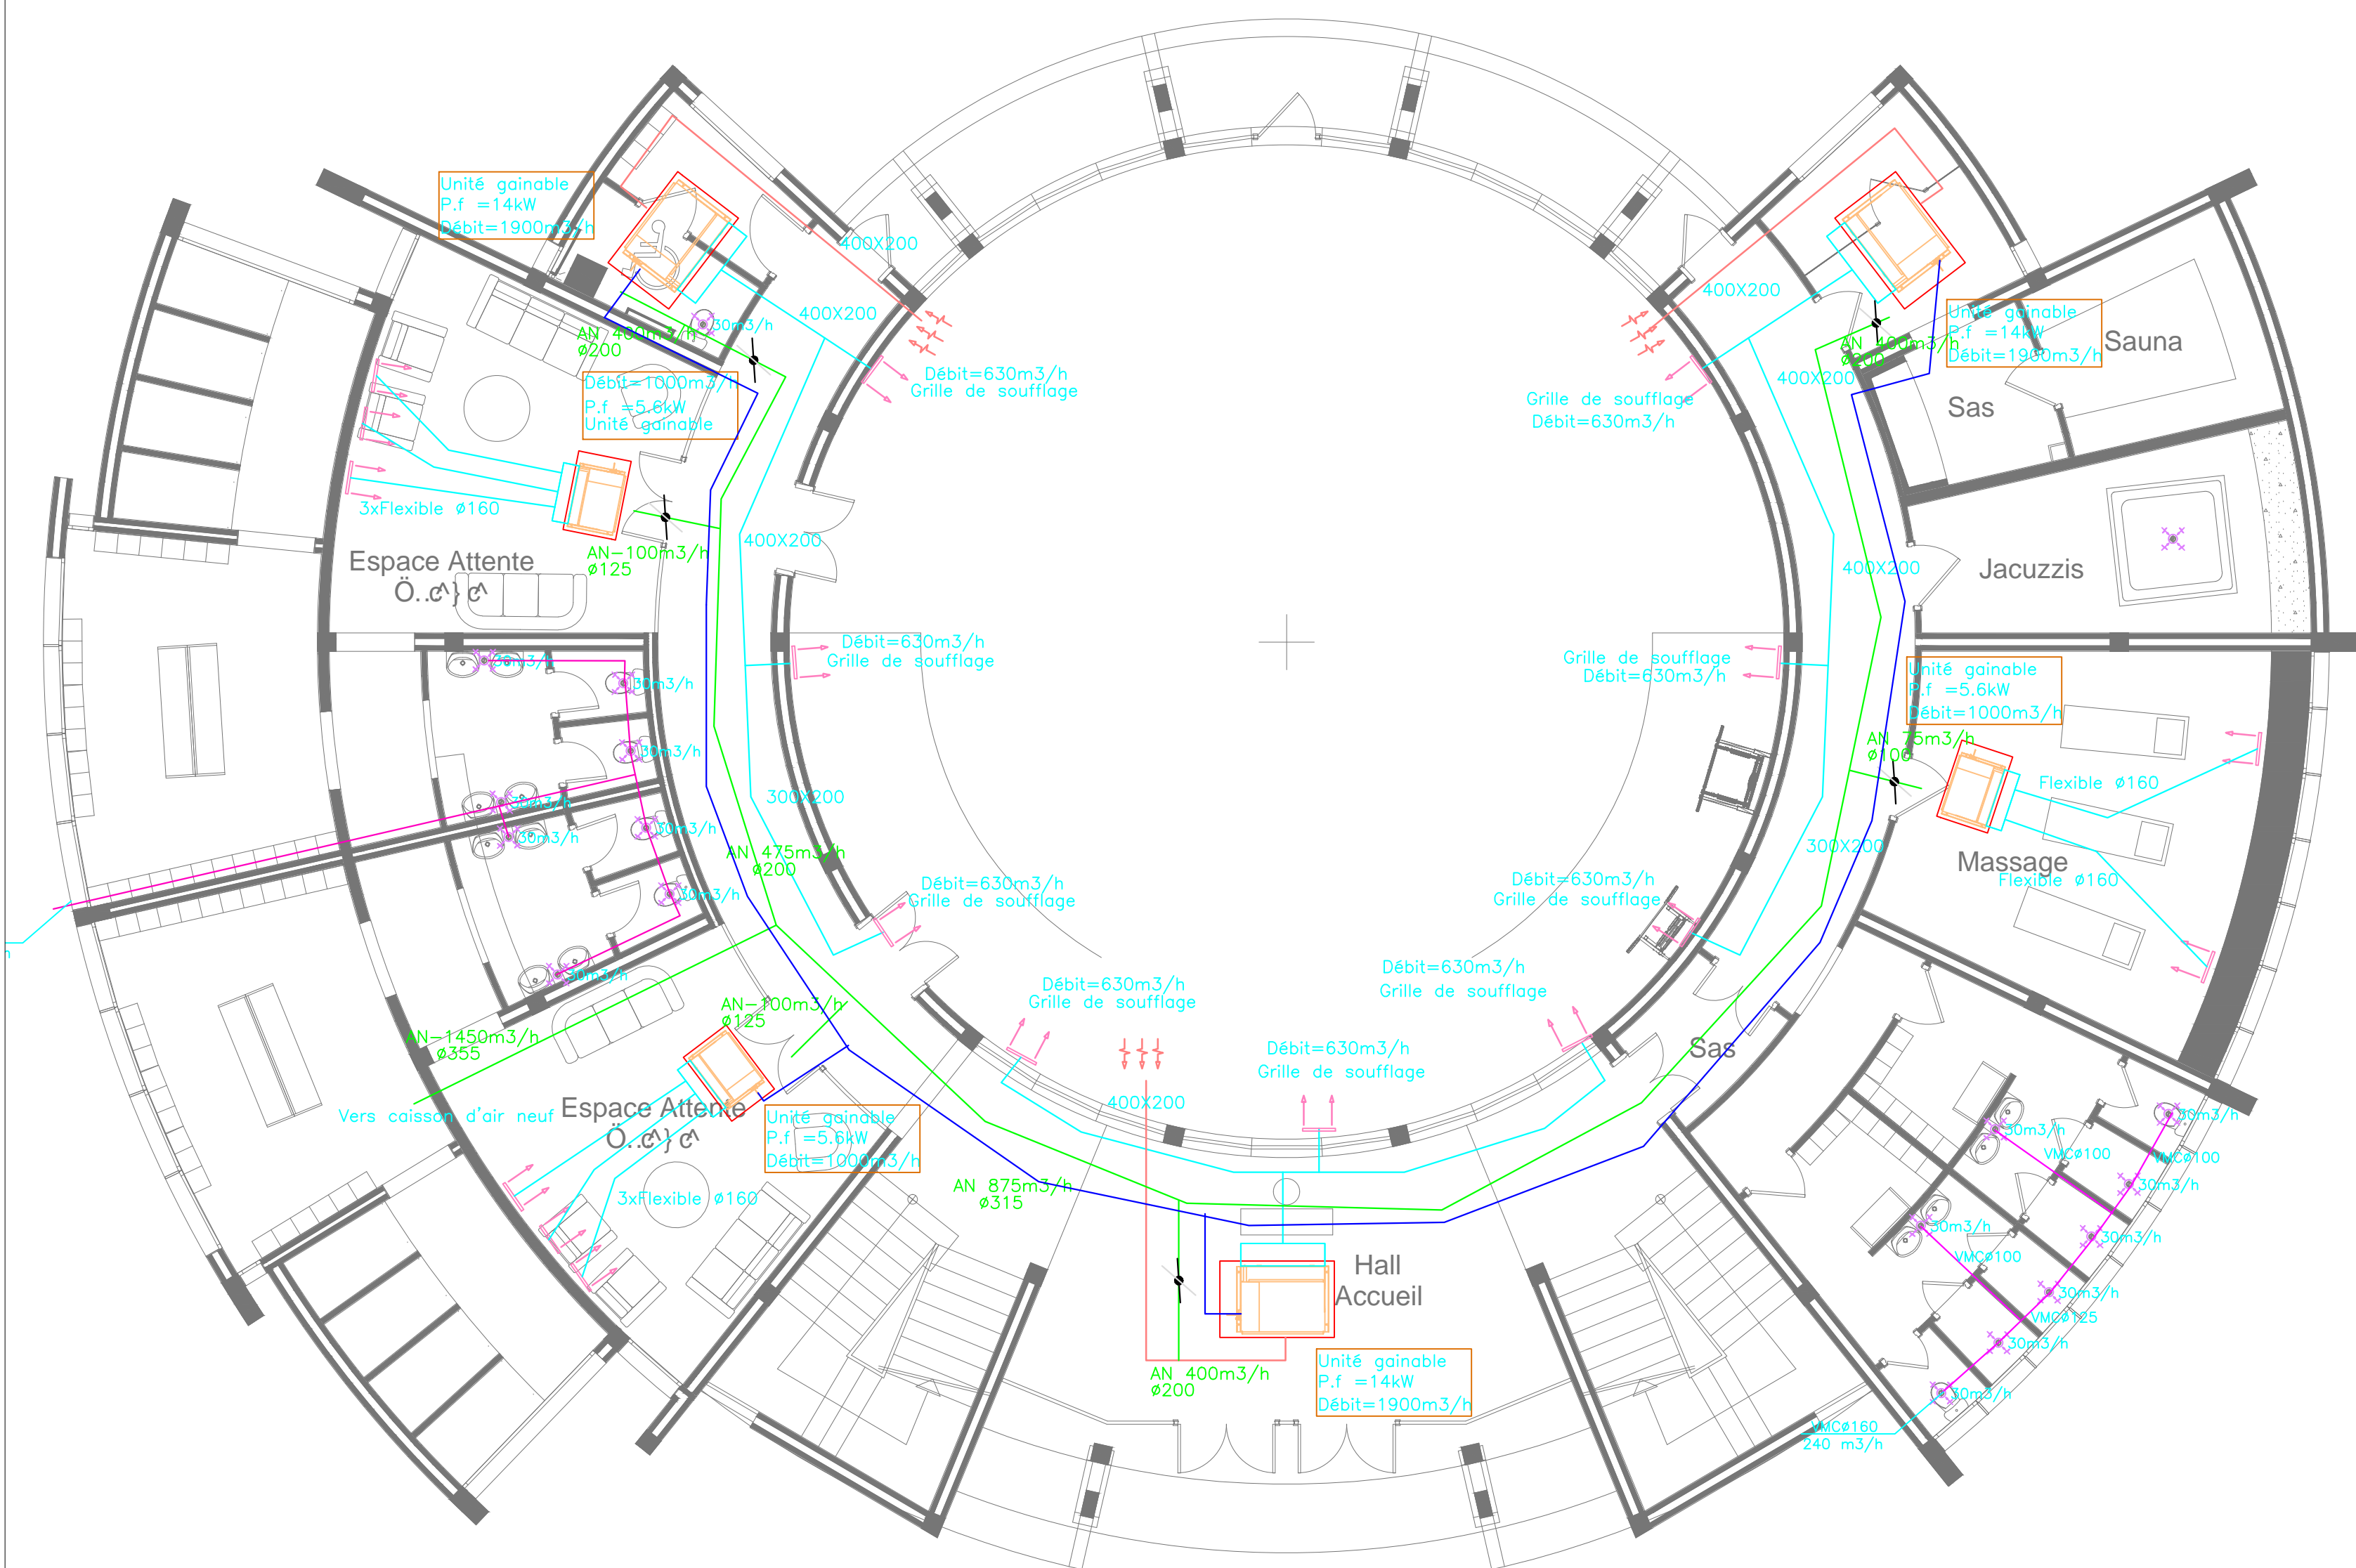 Unité gainable
P.f =14kW
Débit=1900m3/h
400X200
400X200
AN 400m3/h
ø200
30m3/h
Débit=1000m3/h
P.f =5.6kW
Unité gainable
Débit=630m3/h
Grille de soufflage
3xFlexible ø160
Espace Attente
AN-100m3/h
ø125
400X200
Débit=630m3/h
Grille de soufflage
30m3/h
30m3/h
30m3/h
30m3/h
30m3/h
30m3/h
30m3/h
30m3/h
300X200
AN 475m3/h
ø200
Débit=630m3/h
Grille de soufflage
AN-1450m3/h
ø355
AN-100m3/h
ø125
Vers caisson d'air neuf
Espace Attente
Unité gainable
P.f =5.6kW
Débit=1000m3/h
3xFlexible ø160
AN 875m3/h
ø315
Débit=630m3/h
Grille de soufflage
400X200
Débit=630m3/h
Grille de soufflage
Débit=630m3/h
Grille de soufflage
Hall
Accueil
AN 400m3/h
ø200
Unité gainable
P.f =14kW
Débit=1900m3/h
400X200
Unité gainable
P.f =14kW
Débit=1900m3/h
AN 400m3/h
ø200
Sauna
400X200
Sas
Grille de soufflage
Débit=630m3/h
400X200
Jacuzzis
Grille de soufflage
Débit=630m3/h
Unité gainable
P.f =5.6kW
Débit=1000m3/h
AN 75m3/h
ø100
Flexible ø160
300X200
Massage
Flexible ø160
Débit=630m3/h
Grille de soufflage
Sas
30m3/h
30m3/h
VMCø100
VMCø100
30m3/h
30m3/h
30m3/h
VMCø100
30m3/h
VMCø125
30m3/h
30m3/h
VMCø160
240 m3/h